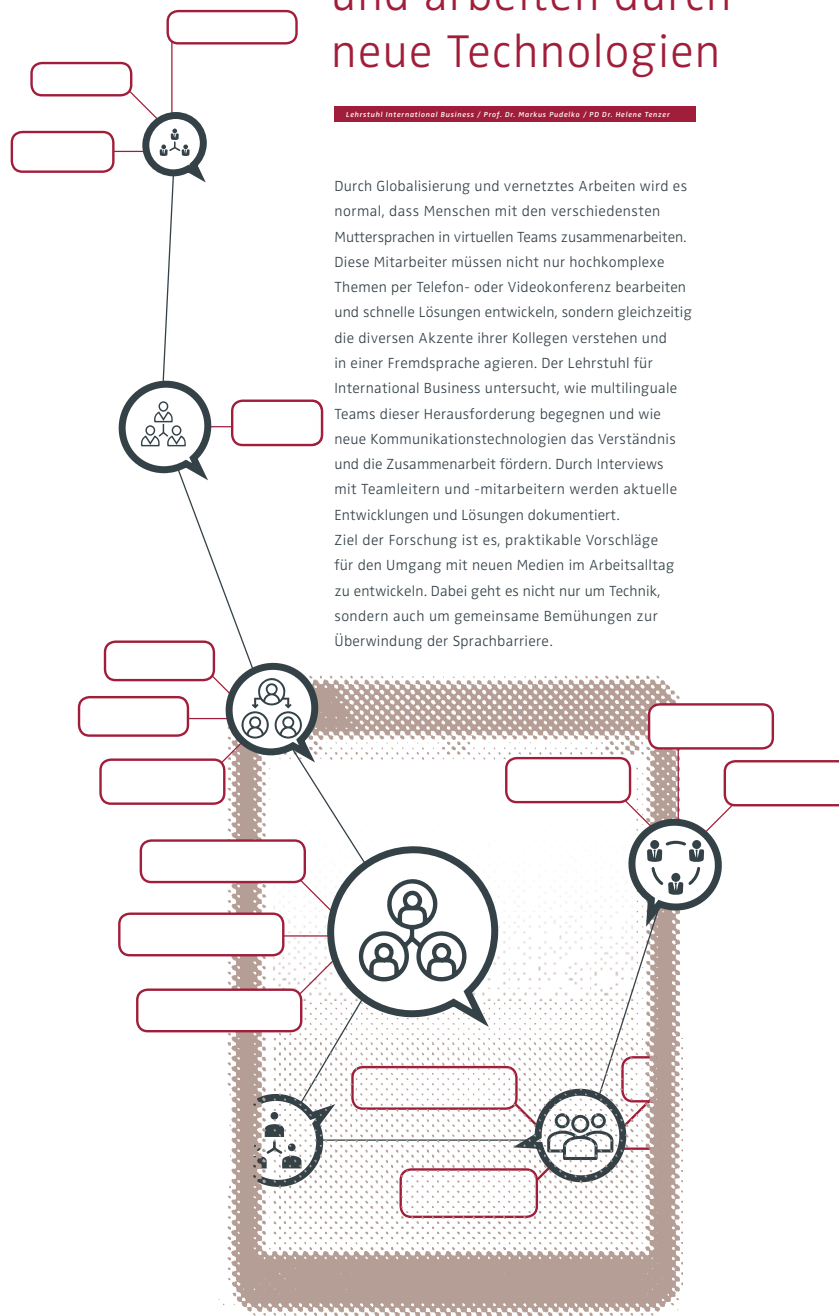 und arbeiten durch
neue Technologien
Lehrstuhl International Business / Prof. Dr. Markus Pudelko / PD Dr. Helene Tenzer
Durch Globalisierung und vernetztes Arbeiten wird es
normal, dass Menschen mit den verschiedensten
Muttersprachen in virtuellen Teams zusammenarbeiten.
Diese Mitarbeiter müssen nicht nur hochkomplexe
Themen per Telefon- oder Videokonferenz bearbeiten
und schnelle Lösungen entwickeln, sondern gleichzeitig
die diversen Akzente ihrer Kollegen verstehen und
in einer Fremdsprache agieren. Der Lehrstuhl für
International Business untersucht, wie multilinguale
Teams dieser Herausforderung begegnen und wie
neue Kommunikationstechnologien das Verständnis
und die Zusammenarbeit fördern. Durch Interviews
mit Teamleitern und -mitarbeitern werden aktuelle
Entwicklungen und Lösungen dokumentiert.
Ziel der Forschung ist es, praktikable Vorschläge
für den Umgang mit neuen Medien im Arbeitsalltag
zu entwickeln. Dabei geht es nicht nur um Technik,
sondern auch um gemeinsame Bemühungen zur
Überwindung der Sprachbarriere.